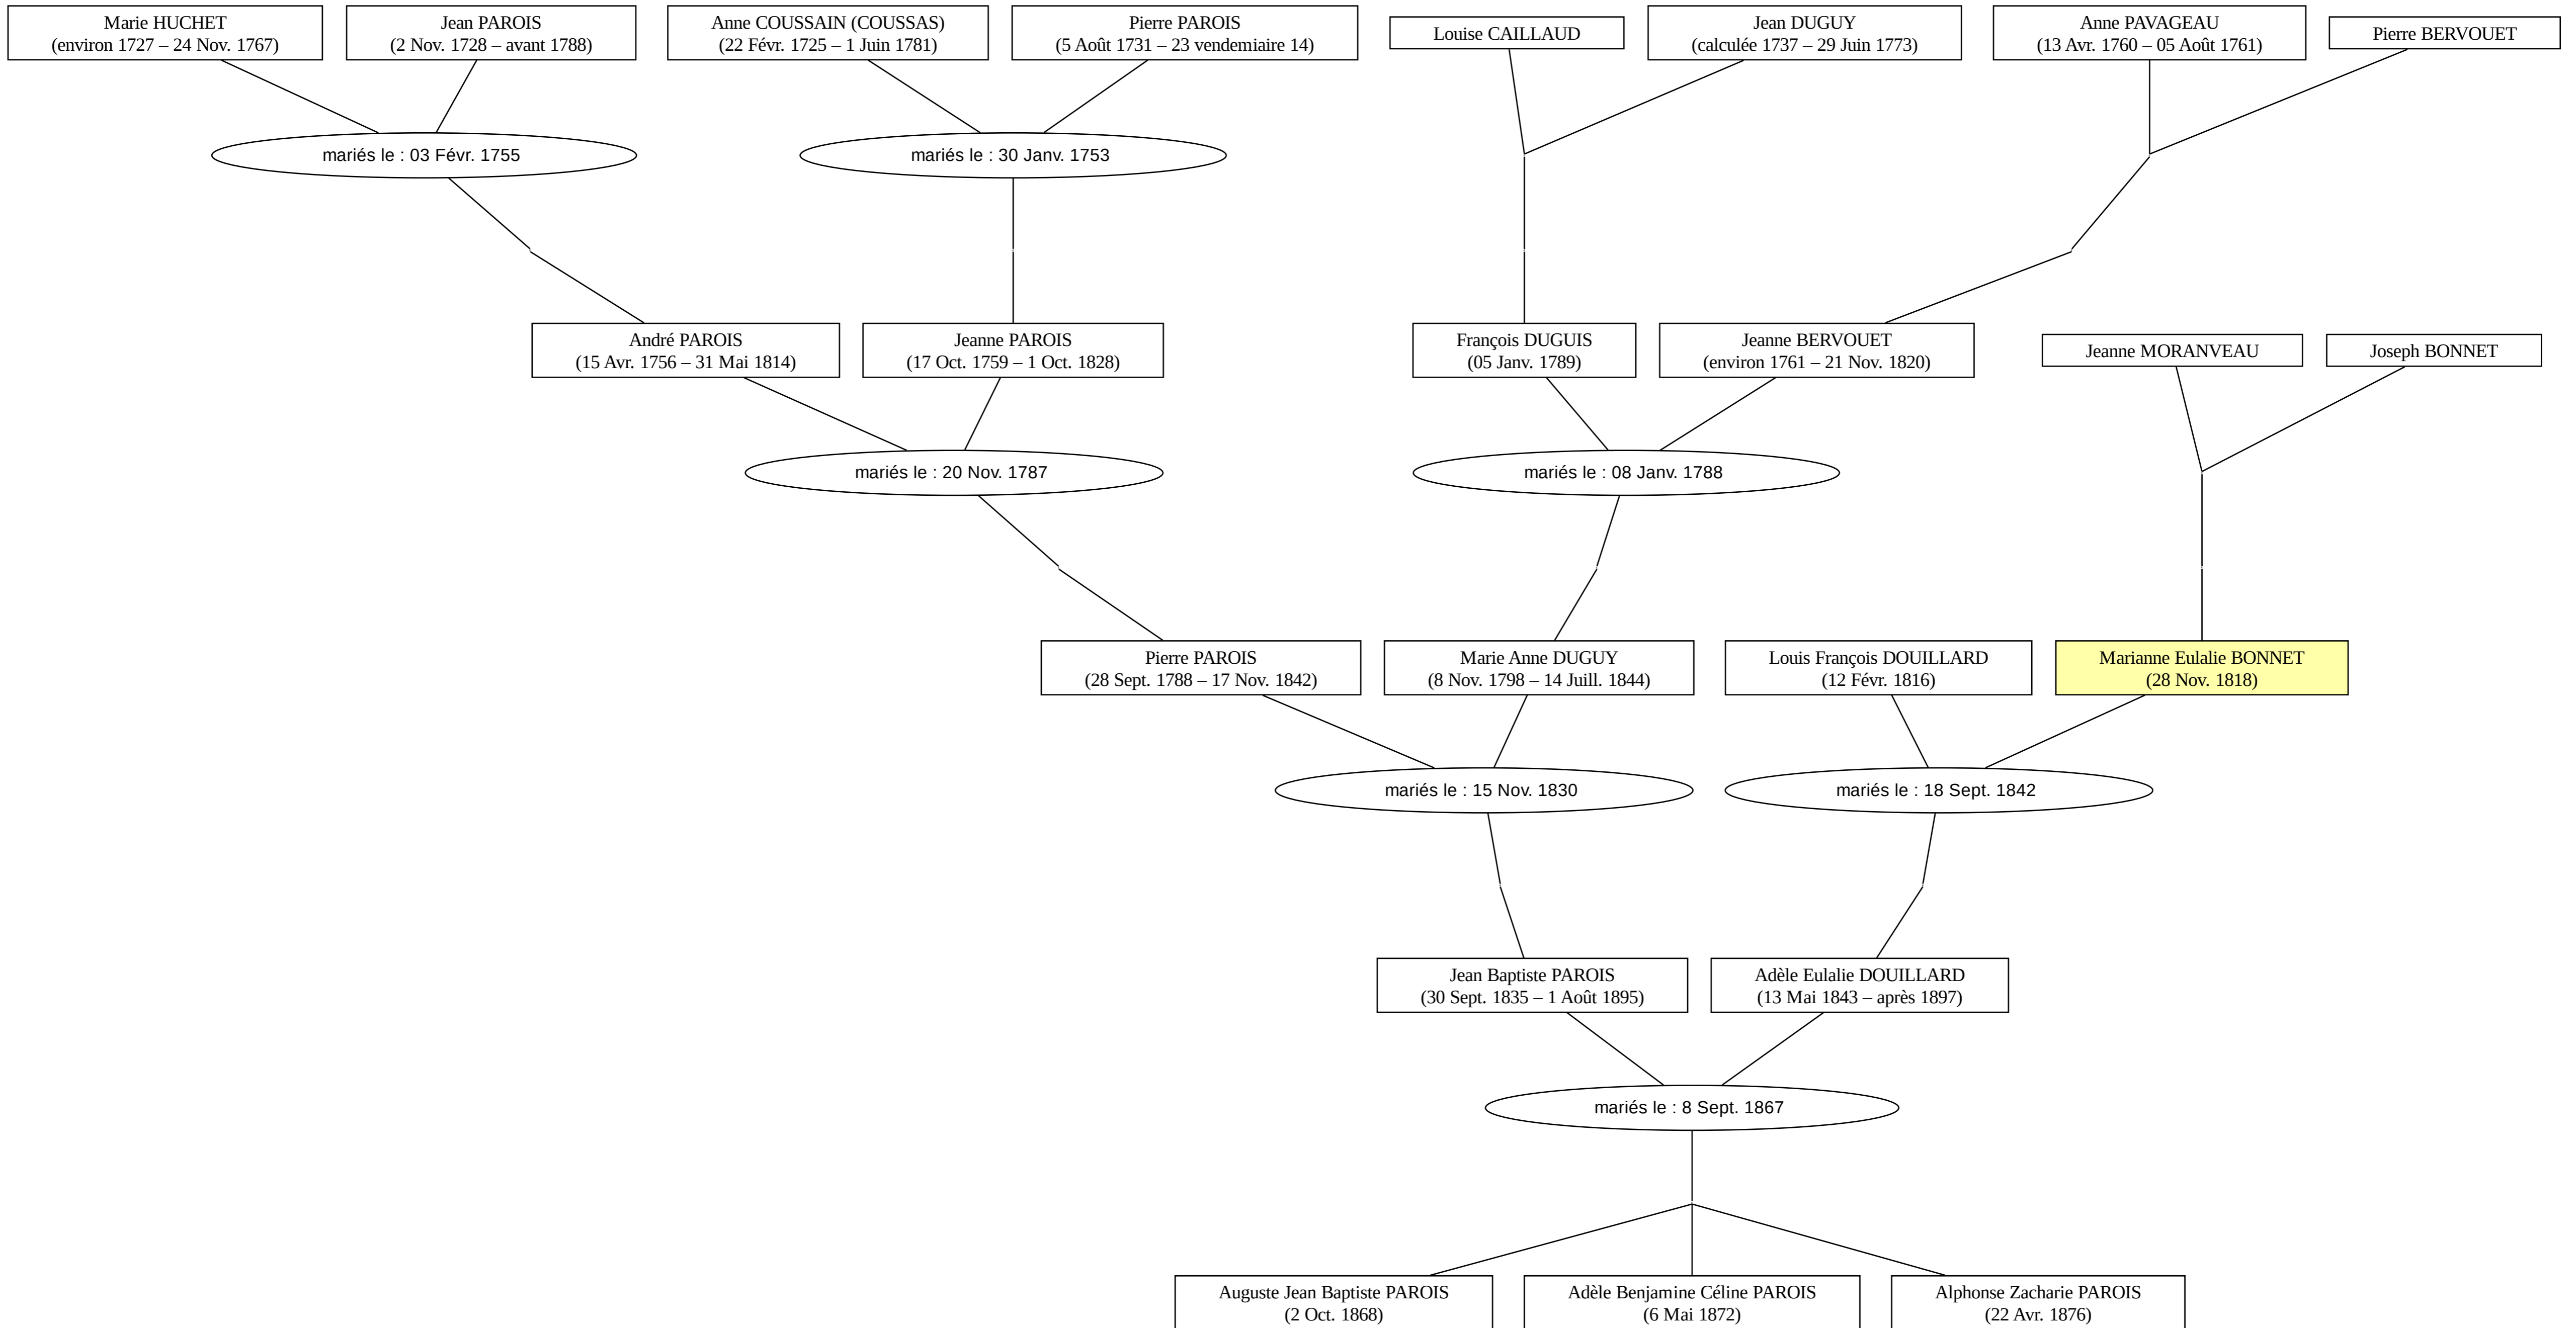 Marie HUCHET
(environ 1727 – 24 Nov. 1767)
Jean PAROIS
(2 Nov. 1728 – avant 1788)
Anne COUSSAIN (COUSSAS)
(22 Févr. 1725 – 1 Juin 1781)
Pierre PAROIS
(5 Août 1731 – 23 vendemiaire 14)
Louise CAILLAUD
Jean DUGUY
(calculée 1737 – 29 Juin 1773)
Anne PAVAGEAU
(13 Avr. 1760 – 05 Août 1761)
Pierre BERVOUET
mariés le : 03 Févr. 1755
mariés le : 30 Janv. 1753
André PAROIS
(15 Avr. 1756 – 31 Mai 1814)
Jeanne PAROIS
(17 Oct. 1759 – 1 Oct. 1828)
François DUGUIS
(05 Janv. 1789)
Jeanne BERVOUET
(environ 1761 – 21 Nov. 1820)
Jeanne MORANVEAU
Joseph BONNET
mariés le : 20 Nov. 1787
mariés le : 08 Janv. 1788
Pierre PAROIS
(28 Sept. 1788 – 17 Nov. 1842)
Marie Anne DUGUY
(8 Nov. 1798 – 14 Juill. 1844)
Louis François DOUILLARD
(12 Févr. 1816)
Marianne Eulalie BONNET
(28 Nov. 1818)
mariés le : 15 Nov. 1830
mariés le : 18 Sept. 1842
Jean Baptiste PAROIS
(30 Sept. 1835 – 1 Août 1895)
Adèle Eulalie DOUILLARD
(13 Mai 1843 – après 1897)
mariés le : 8 Sept. 1867
Auguste Jean Baptiste PAROIS
(2 Oct. 1868)
Adèle Benjamine Céline PAROIS
(6 Mai 1872)
Alphonse Zacharie PAROIS
(22 Avr. 1876)